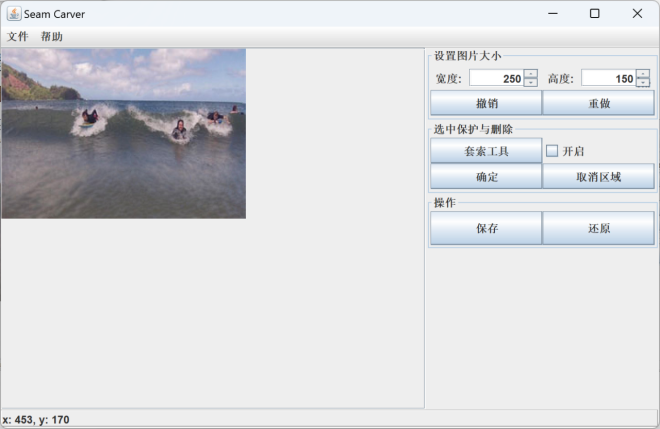 Seam Carver
文件 帮助
设置图片大小
宽度: 250 高度: 150
撤销 重做
选中保护与删除
套索工具 开启
确定 取消区域
操作
保存 还原
x: 453, y: 170